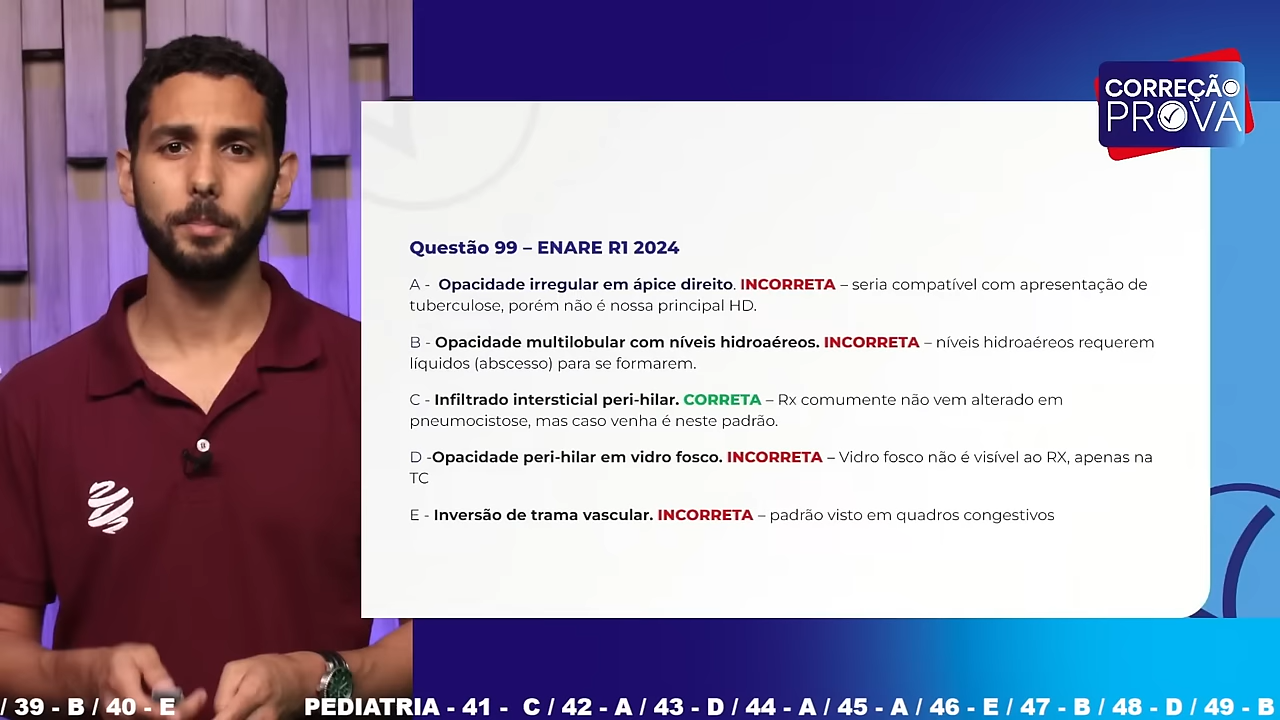 CORREÇÃO
PROVA
Questão 99 – ENARE R1 2024
A - Opacidade irregular em ápice direito. INCORRETA – seria compatível com apresentação de
tuberculose, porém não é nossa principal HD.
B - Opacidade multilobular com níveis hidroaéreos. INCORRETA – níveis hidroaéreos requerem
líquidos (abscesso) para se formarem.
C - Infiltrado intersticial peri-hilar. CORRETA – Rx comumente não vem alterado em
pneumocistose, mas caso venha é neste padrão.
D -Opacidade peri-hilar em vidro fosco. INCORRETA – Vidro fosco não é visível ao RX, apenas na
TC
E - Inversão de trama vascular. INCORRETA – padrão visto em quadros congestivos
/ 39 - B / 40 - E PEDIATRIA - 41 - C / 42 - A / 43 - D / 44 - A / 45 - A / 46 - E / 47 - B / 48 - D / 49 - B